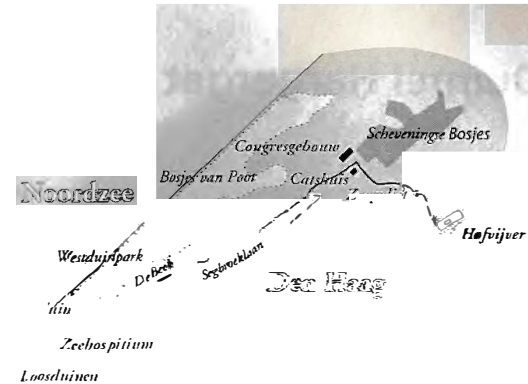 Scheveningse Bosjes
Congresgebouw
Bosjes van Poot
Catshuis
Noordzee
Hofvijver
Westduinpark
De Beek
Segbroeklaan
Den Haag
Zeehospitium
Loosduinen